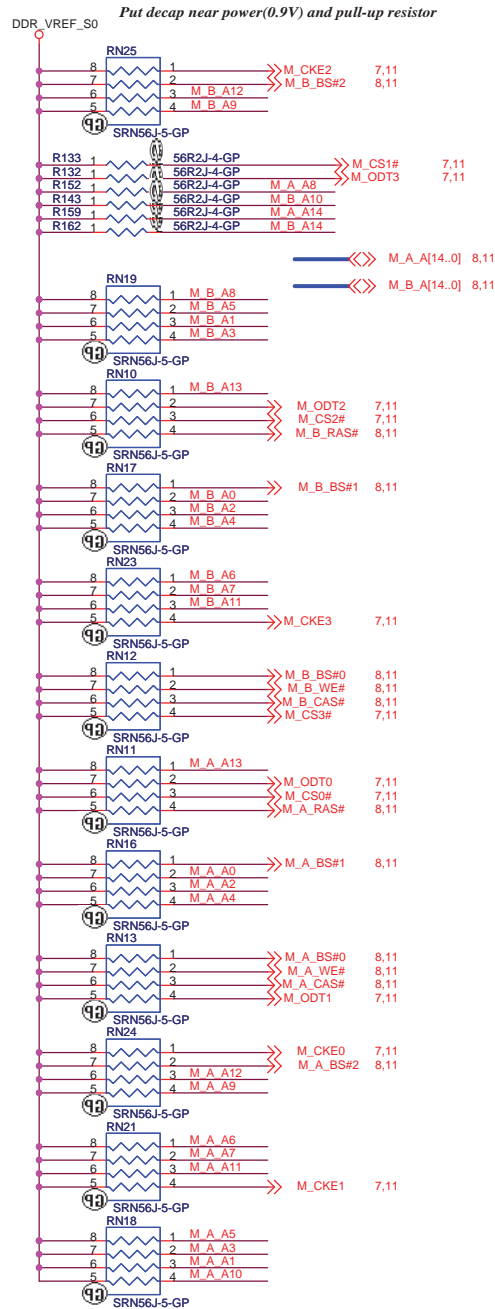 Put decap near power(0.9V) and pull-up resistor
DDR_VREF_S0
RN25
8 1 M_CKE2 7,11
7 2 M_B_BS#2 8,11
6 3 M_B_A12
5 4 M_B_A9
GP SRN56J-5-GP
R133 1 56R2J-4-GP M_CS1# 7,11
R132 1 56R2J-4-GP M_ODT3 7,11
R152 1 56R2J-4-GP M_A_A8
R143 1 56R2J-4-GP M_B_A10
R159 1 56R2J-4-GP M_A_A14
R162 1 56R2J-4-GP M_B_A14
M_A_A[14..0] 8,11
M_B_A[14..0] 8,11
RN19
8 1 M_B_A8
7 2 M_B_A5
6 3 M_B_A1
5 4 M_B_A3
GP SRN56J-5-GP
RN10
8 1 M_B_A13
7 2 M_ODT2 7,11
6 3 M_CS2# 7,11
5 4 M_B_RAS# 8,11
GP SRN56J-5-GP
RN17
8 1 M_B_BS#1 8,11
7 2 M_B_A0
6 3 M_B_A2
5 4 M_B_A4
GP SRN56J-5-GP
RN23
8 1 M_B_A6
7 2 M_B_A7
6 3 M_B_A11
5 4 M_CKE3 7,11
GP SRN56J-5-GP
RN12
8 1 M_B_BS#0 8,11
7 2 M_B_WE# 8,11
6 3 M_B_CAS# 8,11
5 4 M_CS3# 7,11
GP SRN56J-5-GP
RN11
8 1 M_A_A13
7 2 M_ODT0 7,11
6 3 M_CS0# 7,11
5 4 M_A_RAS# 8,11
GP SRN56J-5-GP
RN16
8 1 M_A_BS#1 8,11
7 2 M_A_A0
6 3 M_A_A2
5 4 M_A_A4
GP SRN56J-5-GP
RN13
8 1 M_A_BS#0 8,11
7 2 M_A_WE# 8,11
6 3 M_A_CAS# 8,11
5 4 M_ODT1 7,11
GP SRN56J-5-GP
RN24
8 1 M_CKE0 7,11
7 2 M_A_BS#2 8,11
6 3 M_A_A12
5 4 M_A_A9
GP SRN56J-5-GP
RN21
8 1 M_A_A6
7 2 M_A_A7
6 3 M_A_A11
5 4 M_CKE1 7,11
GP SRN56J-5-GP
RN18
8 1 M_A_A5
7 2 M_A_A3
6 3 M_A_A1
5 4 M_A_A10
GP SRN56J-5-GP